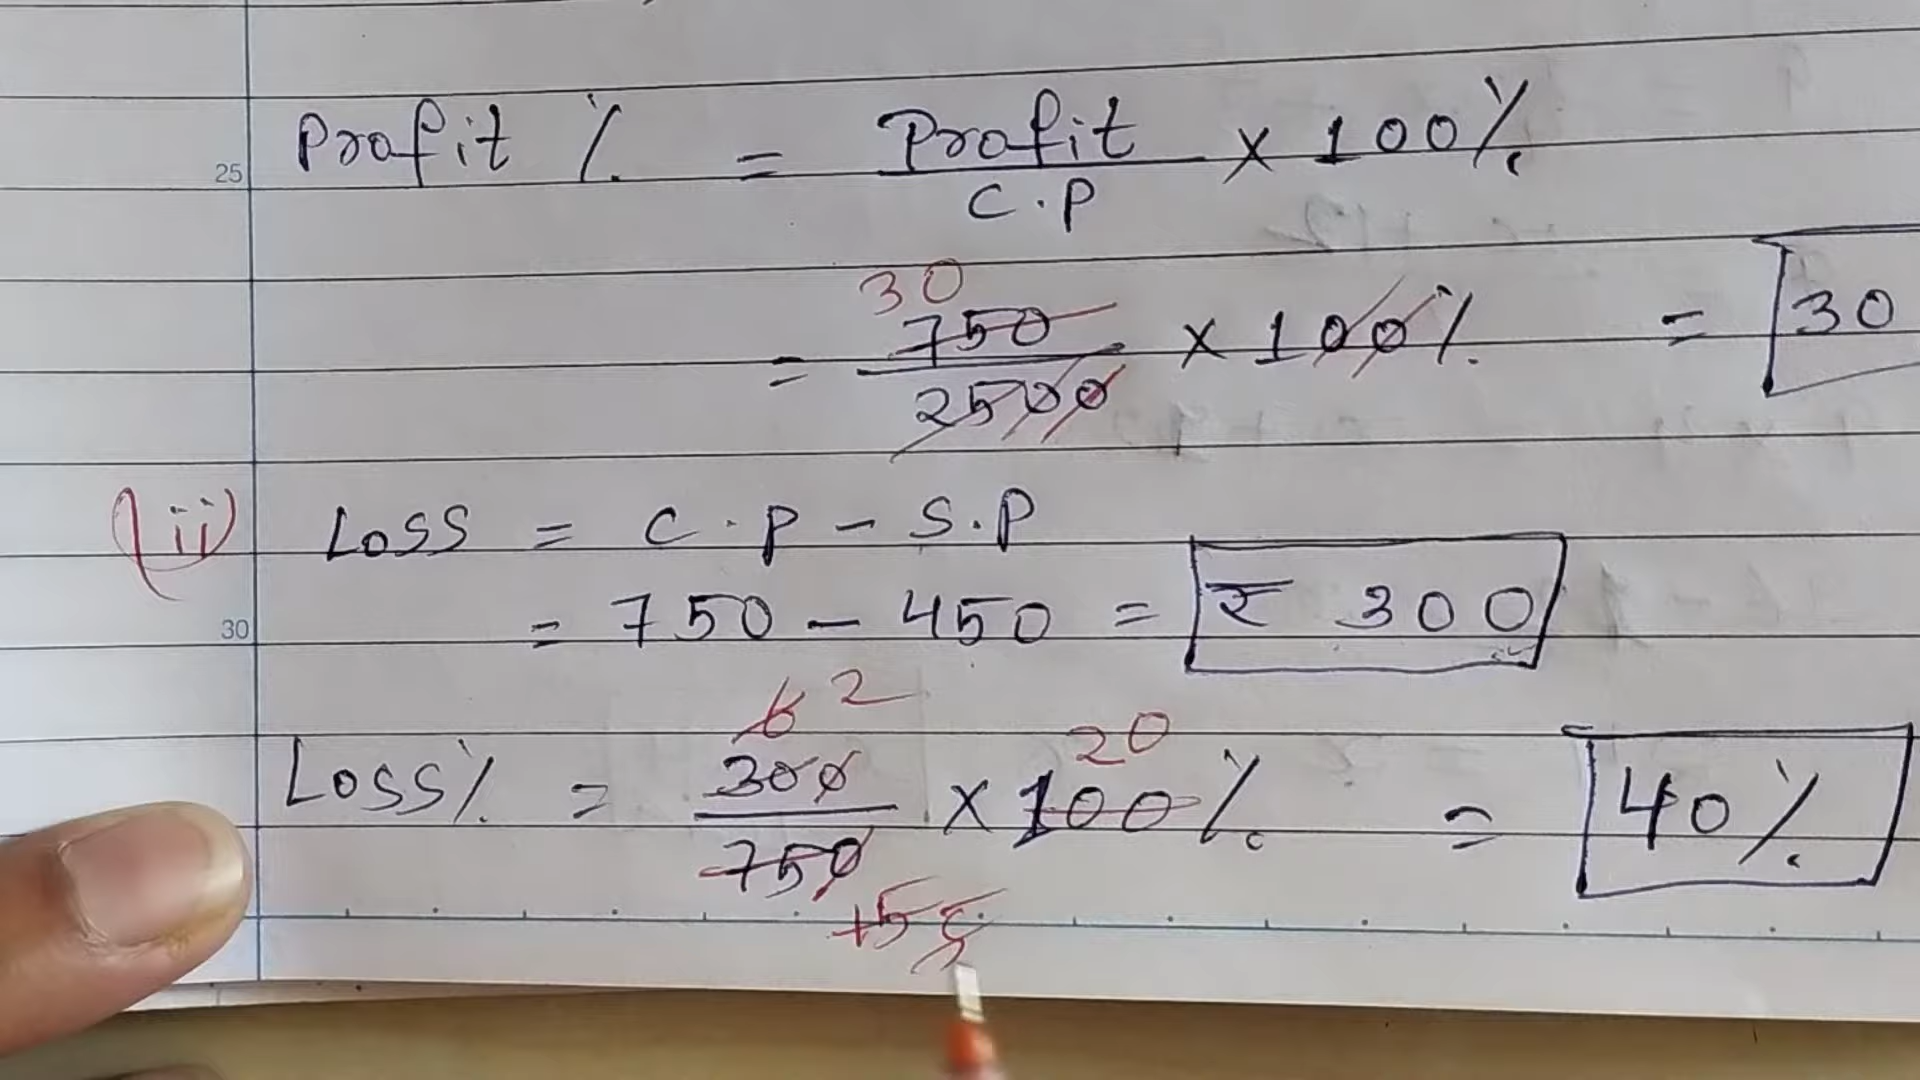 25
Profit % = Profit / C.P × 100%
30
= 750 / 2500 × 100% = 30
(ii) Loss = C.P - S.P
30
= 750 - 450 = ₹ 300
6 2
20
Loss% = 300 / 750 × 100% = 40%
15 5